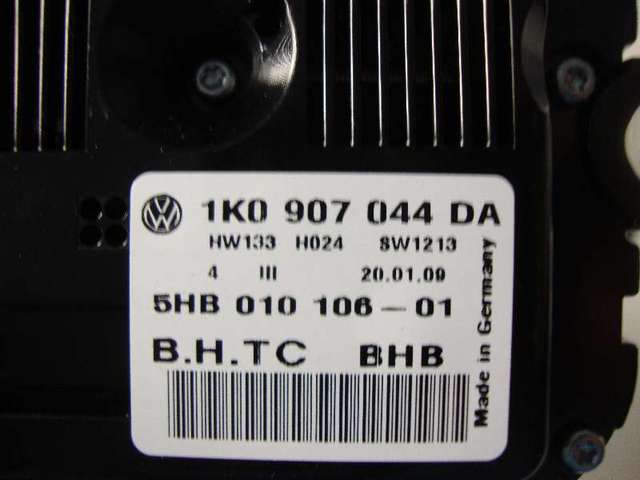 1K0 907 044 DA
HW133 H024 SW1213
4 III 20.01.09
5HB 010 106-01
B.H.TC BHB
Made in Germany